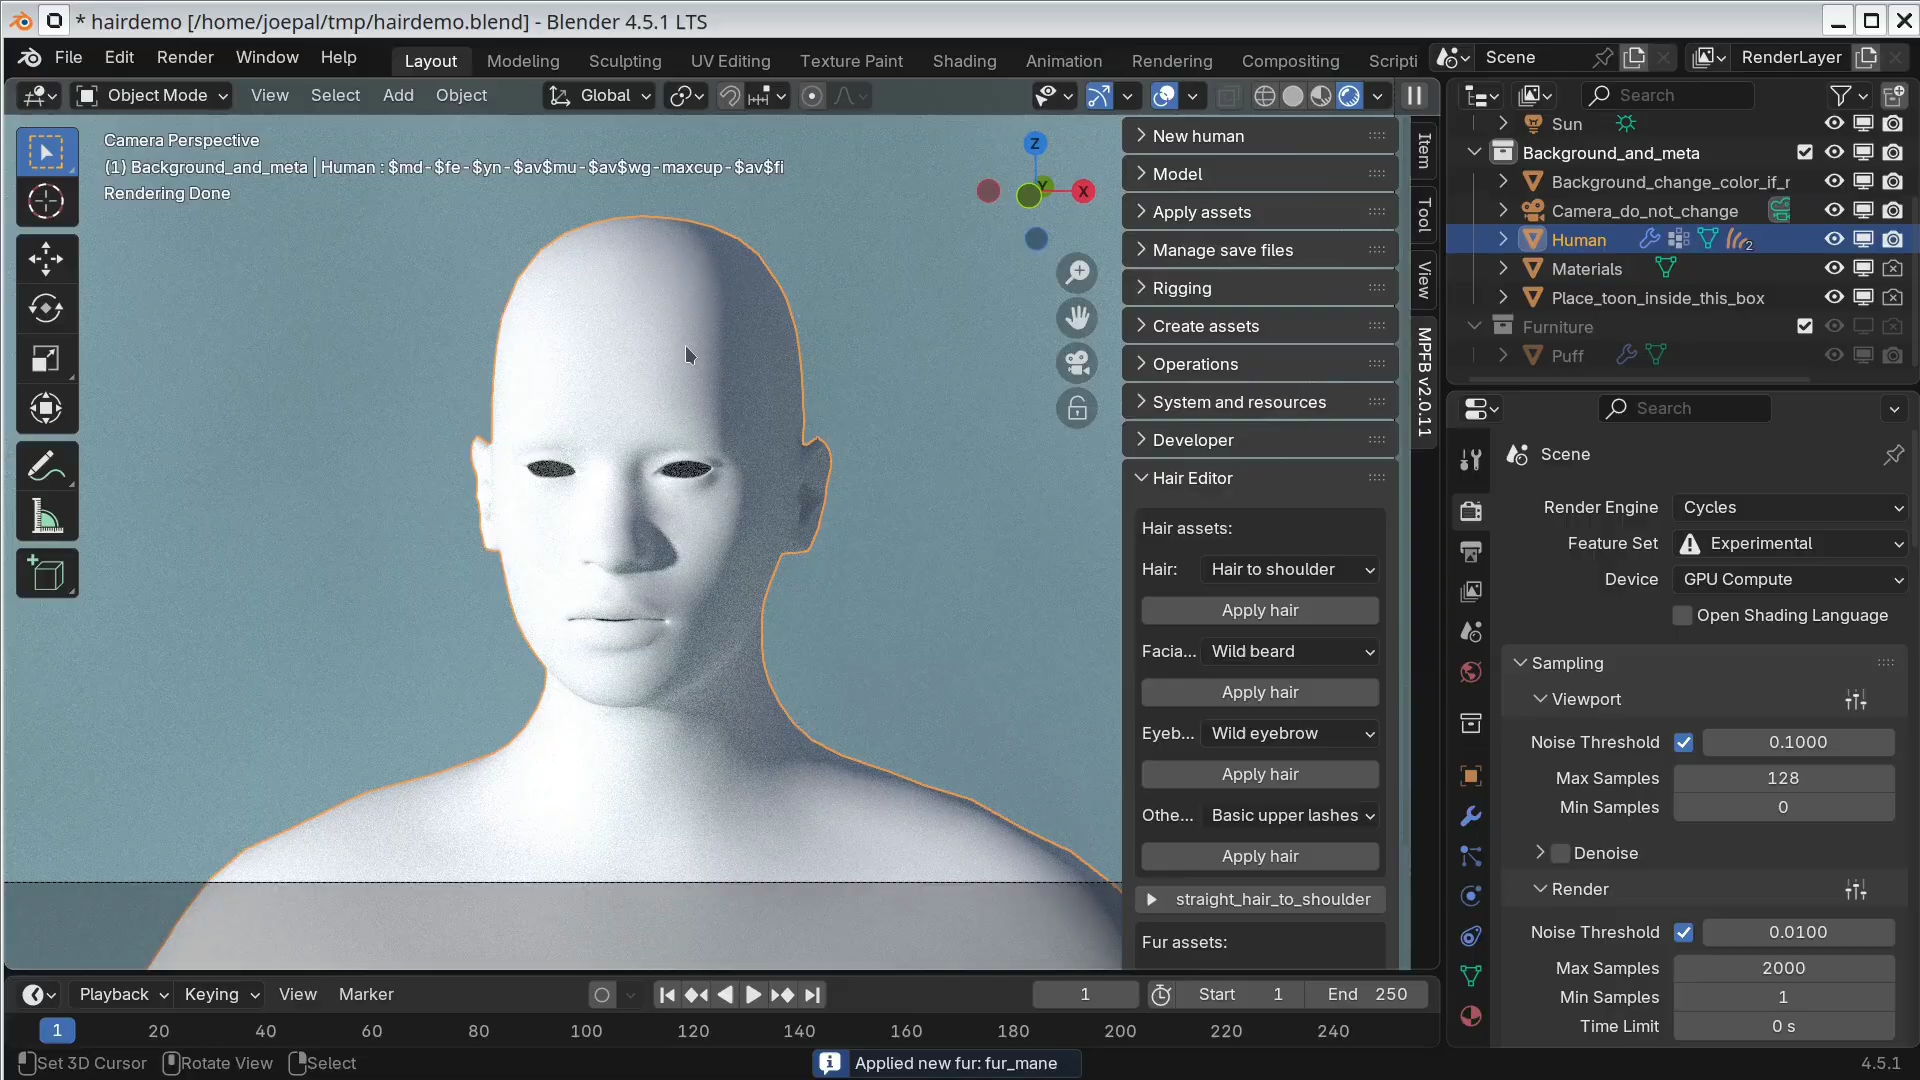 * hairdemo [/home/joepal/tmp/hairdemo.blend] - Blender 4.5.1 LTS
File Edit Render Window Help Layout Modeling Sculpting UV Editing Texture Paint Shading Animation Rendering Compositing Scripti Scene RenderLayer
Object Mode View Select Add Object Global Search
Camera Perspective
(1) Background_and_meta | Human : $md-$fe-$yn-$av$mu-$av$wg-maxcup-$av$fi
Rendering Done
Z
Y
X
New human
Model
Apply assets
Manage save files
Rigging
Create assets
Operations
System and resources
Developer
Hair Editor
Hair assets:
Hair: Hair to shoulder
Apply hair
Facia... Wild beard
Apply hair
Eyeb... Wild eyebrow
Apply hair
Othe... Basic upper lashes
Apply hair
straight_hair_to_shoulder
Fur assets:
Item
Tool
View
MPFB v2.0.11
Sun
Background_and_meta
Background_change_color_if_r
Camera_do_not_change
Human 2
Materials
Place_toon_inside_this_box
Furniture
Puff
Search
Scene
Render Engine Cycles
Feature Set Experimental
Device GPU Compute
Open Shading Language
Sampling
Viewport
Noise Threshold 0.1000
Max Samples 128
Min Samples 0
Denoise
Render
Noise Threshold 0.0100
Max Samples 2000
Min Samples 1
Time Limit 0 s
Playback Keying View Marker 1 Start 1 End 250
1 20 40 60 80 100 120 140 160 180 200 220 240
Set 3D Cursor Rotate View Select Applied new fur: fur_mane 4.5.1